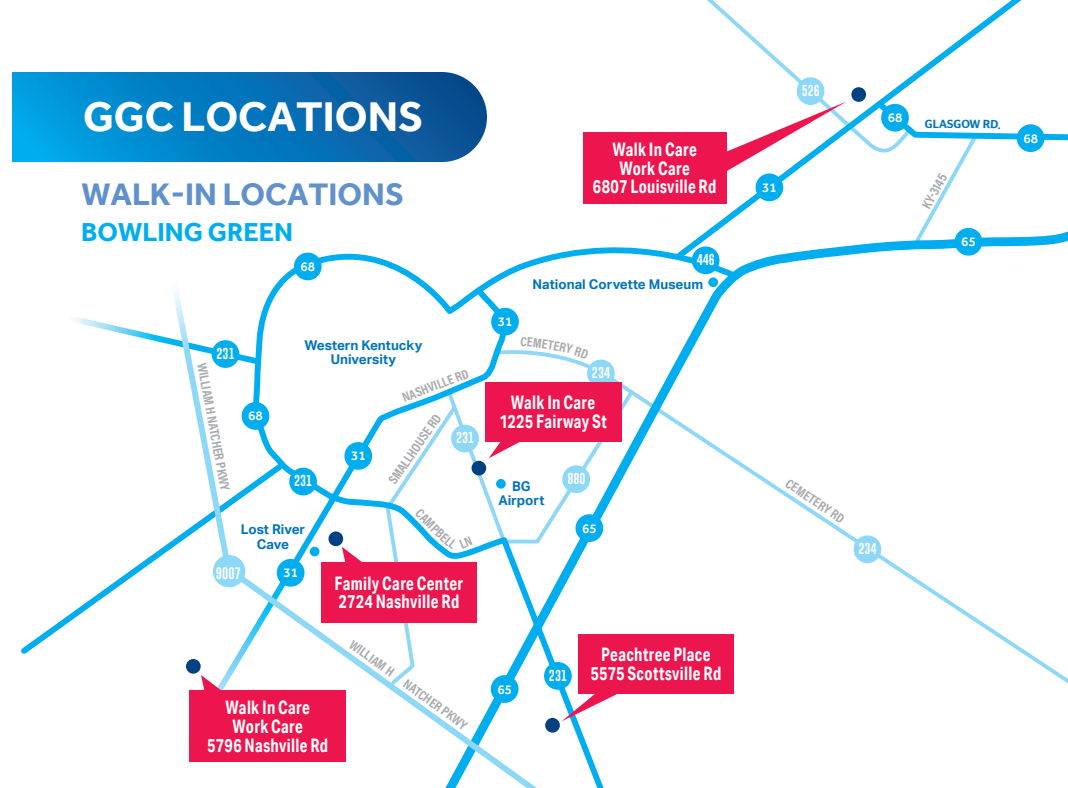 GGC LOCATIONS
WALK-IN LOCATIONS
BOWLING GREEN
526
68
GLASGOW RD.
68
Walk In Care
Work Care
6807 Louisville Rd
31
KY-3145
65
446
National Corvette Museum
68
31
231
Western Kentucky
University
CEMETERY RD
234
WILLIAM H NATCHER PKWY
NASHVILLE RD
Walk In Care
1225 Fairway St
68
SMALLHOUSE RD
231
31
231
880
BG
Airport
CEMETERY RD
234
65
CAMPBELL LN
Lost River
Cave
9007
31
Family Care Center
2724 Nashville Rd
WILLIAM H
NATCHER PKWY
Peachtree Place
5575 Scottsville Rd
231
65
Walk In Care
Work Care
5796 Nashville Rd